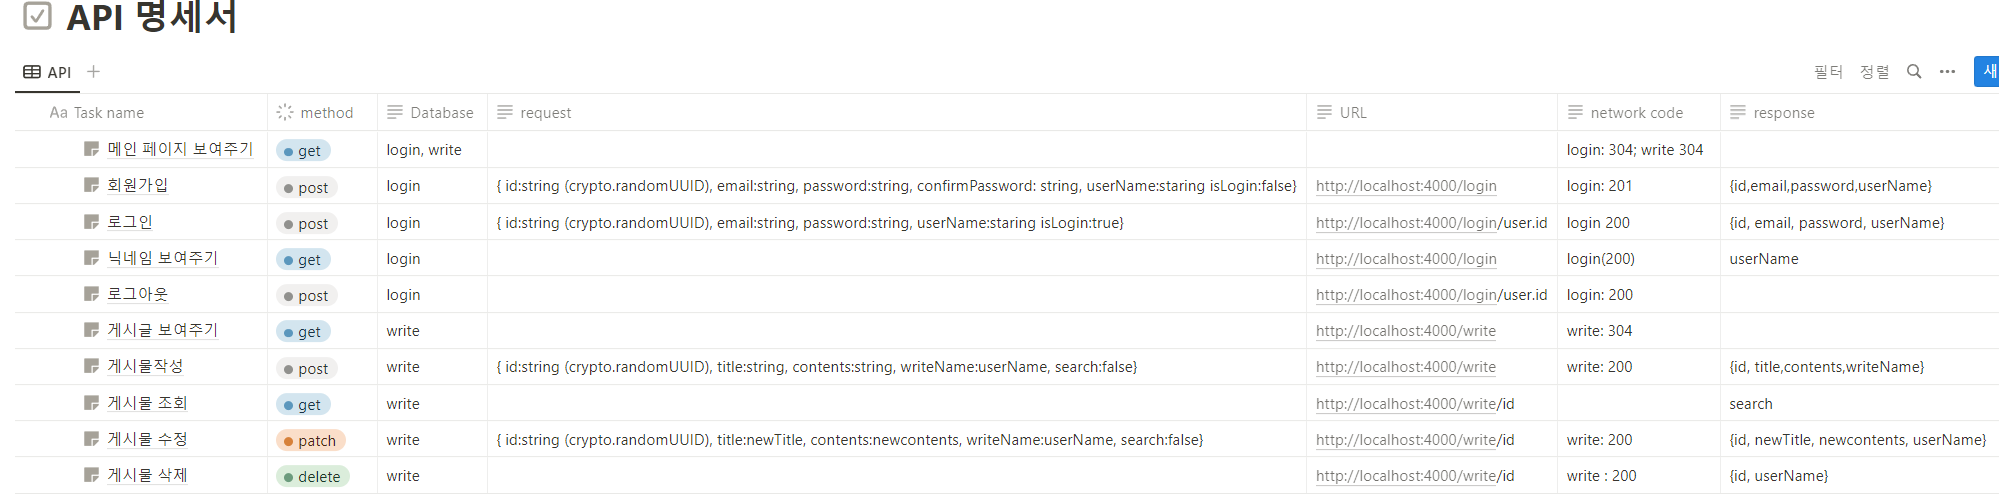 API 명세서
API
필터 정렬 새
Aa Task name method Database request URL network code response
메인 페이지 보여주기 get login, write login: 304; write 304
회원가입 post login { id:string (crypto.randomUUID), email:string, password:string, confirmPassword: string, userName:staring isLogin:false} http://localhost:4000/login login: 201 {id,email,password,userName}
로그인 post login { id:string (crypto.randomUUID), email:string, password:string, userName:staring isLogin:true} http://localhost:4000/login/user.id login 200 {id, email, password, userName}
닉네임 보여주기 get login http://localhost:4000/login login(200) userName
로그아웃 post login http://localhost:4000/login/user.id login: 200
게시글 보여주기 get write http://localhost:4000/write write: 304
게시물작성 post write { id:string (crypto.randomUUID), title:string, contents:string, writeName:userName, search:false} http://localhost:4000/write write: 200 {id, title,contents,writeName}
게시물 조회 get write http://localhost:4000/write/id search
게시물 수정 patch write { id:string (crypto.randomUUID), title:newTitle, contents:newcontents, writeName:userName, search:false} http://localhost:4000/write/id write: 200 {id, newTitle, newcontents, userName}
게시물 삭제 delete write http://localhost:4000/write/id write : 200 {id, userName}